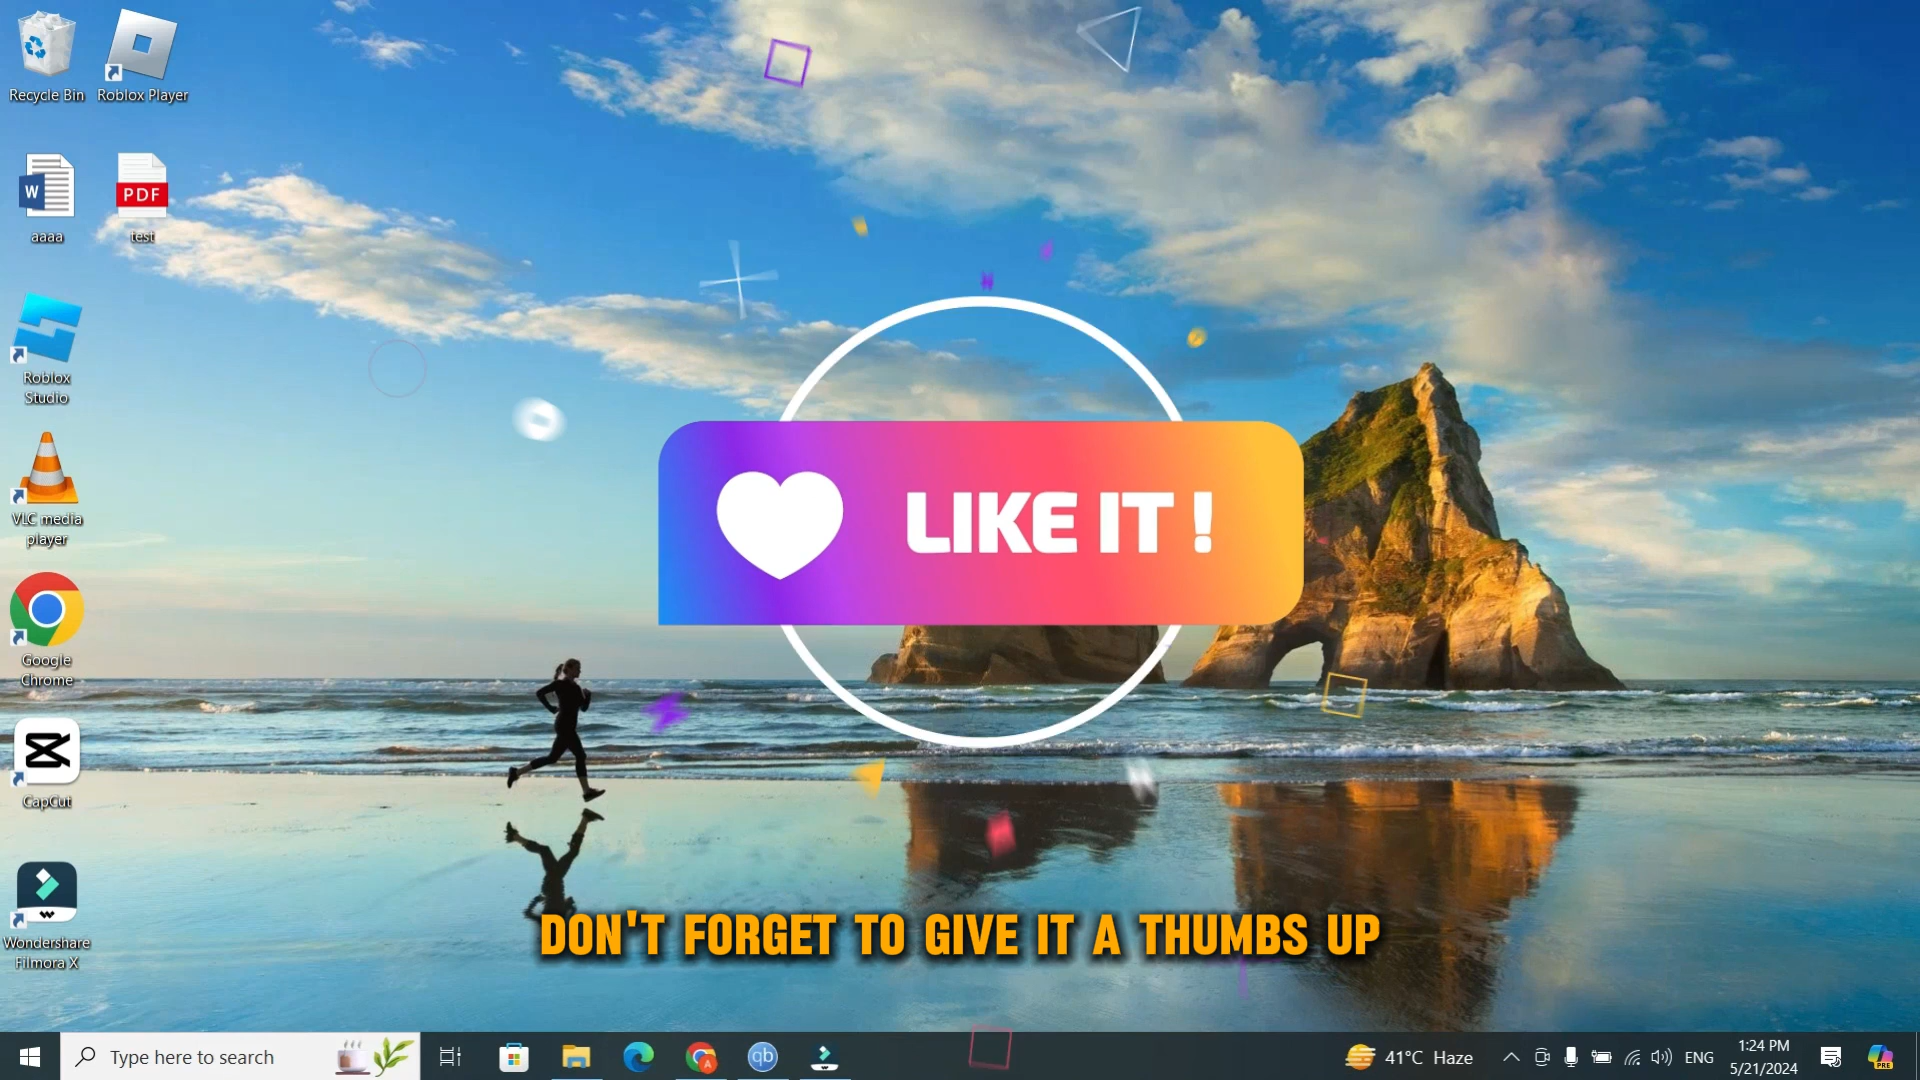 Recycle Bin
Roblox Player
W
aaaa
PDF
test
Roblox
Studio
VLC media
player
Google
Chrome
CapCut
Wondershare
Filmora X
LIKE IT !
DON'T FORGET TO GIVE IT A THUMBS UP
Type here to search
A
qb
41°C Haze
ENG
1:24 PM
5/21/2024
PRE